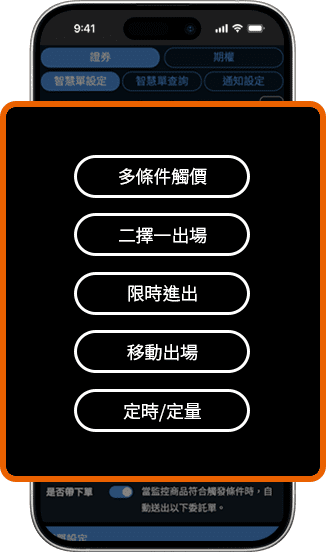 9:41
證券 期權
智慧單設定 智慧單查詢 通知設定
多條件觸價
二擇一出場
限時進出
移動出場
定時/定量
是否帶下單 當監控商品符合觸發條件時，自
動送出以下委託單。